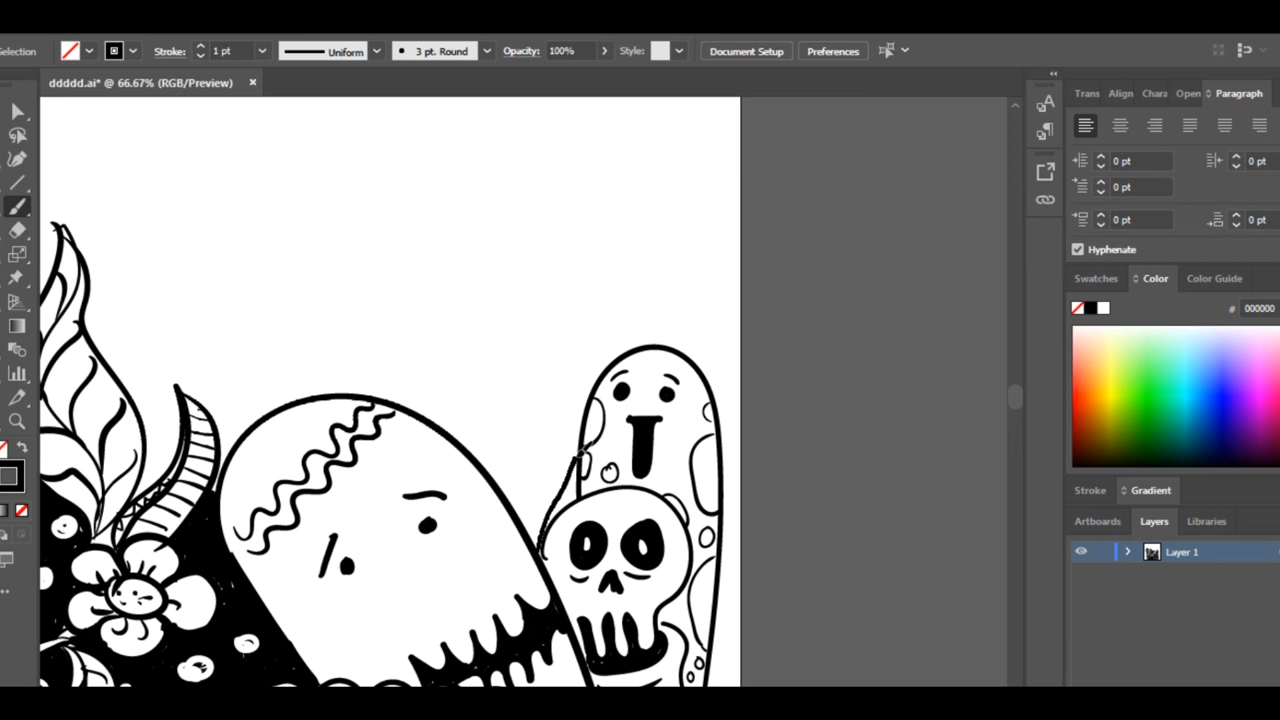 Selection
Stroke: 1 pt Uniform 3 pt. Round Opacity: 100% Style: Document Setup Preferences
ddddd.ai* @ 66.67% (RGB/Preview) ×
Trans Align Chara Open Paragraph
0 pt 0 pt
0 pt
0 pt 0 pt
Hyphenate
Swatches Color Color Guide
# 000000
Stroke Gradient
Artboards Layers Libraries
Layer 1